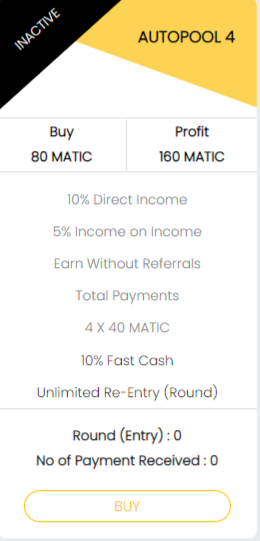 INACTIVE
AUTOPOOL 4
Buy
80 MATIC
Profit
160 MATIC
10% Direct Income
5% Income on Income
Earn Without Referrals
Total Payments
4 X 40 MATIC
10% Fast Cash
Unlimited Re-Entry (Round)
Round (Entry) : 0
No of Payment Received : 0
BUY